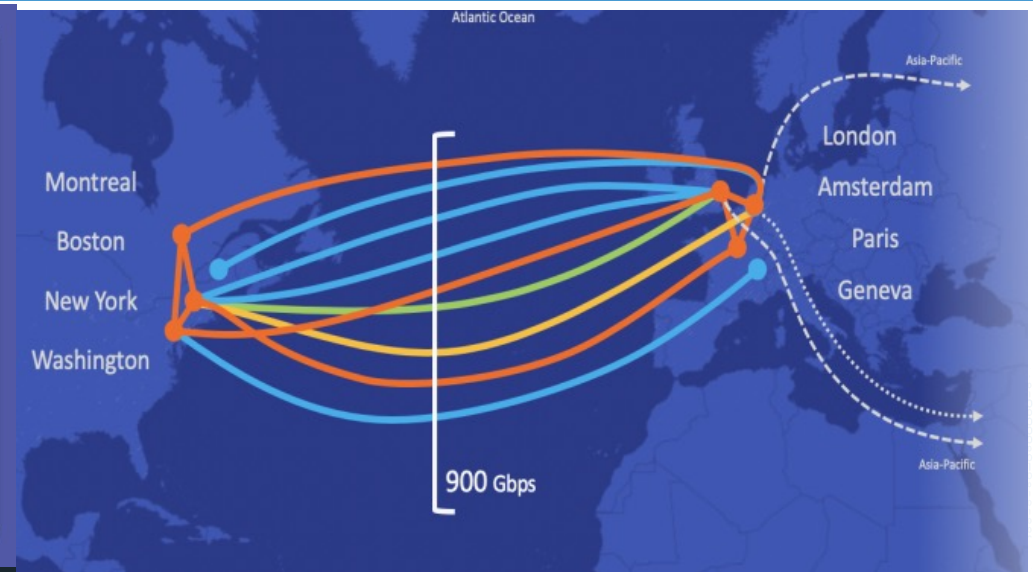 Atlantic Ocean
Asia-Pacific
London
Montreal
Amsterdam
Boston
Paris
Geneva
New York
Washington
Asia-Pacific
900 Gbps